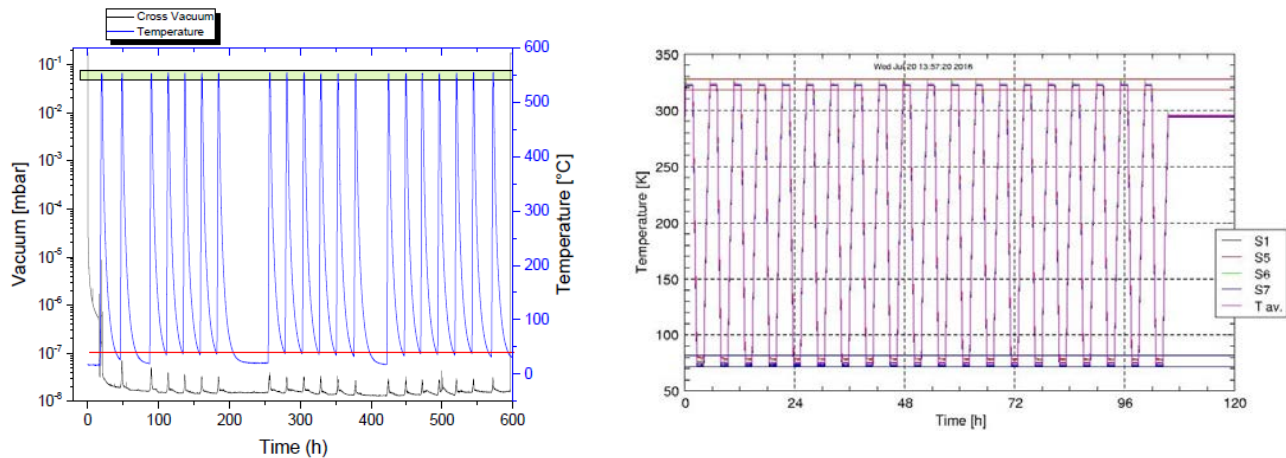 Cross Vacuum
Temperature
Vacuum [mbar]
10⁻¹
10⁻²
10⁻³
10⁻⁴
10⁻⁵
10⁻⁶
10⁻⁷
10⁻⁸
0 100 200 300 400 500 600
Time (h)
600
500
400
300
200
100
0
Temperature [°C]
Wed Jul 20 13:57:20 2016
Temperature [K]
350
300
250
200
150
100
50
0 24 48 72 96 120
Time [h]
S1
S5
S6
S7
T av.